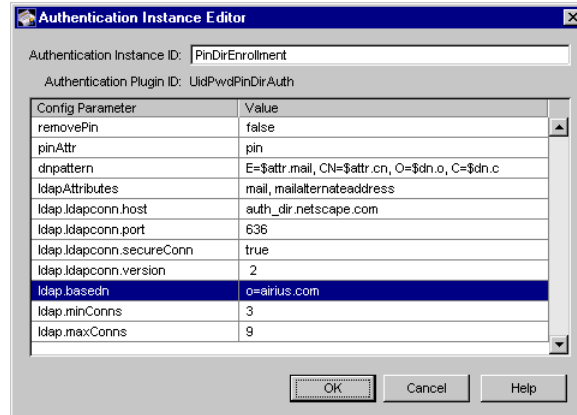 Authentication Instance Editor
Authentication Instance ID: PinDirEnrollment
Authentication Plugin ID: UidPwdPinDirAuth
Config Parameter Value
removePin false
pinAttr pin
dnpattern E=$attr.mail, CN=$attr.cn, O=$dn.o, C=$dn.c
ldapAttributes mail, mailalternateaddress
ldap.ldapconn.host auth_dir.netscape.com
ldap.ldapconn.port 636
ldap.ldapconn.secureConn true
ldap.ldapconn.version 2
ldap.basedn o=airius.com
ldap.minConns 3
ldap.maxConns 9
OK Cancel Help